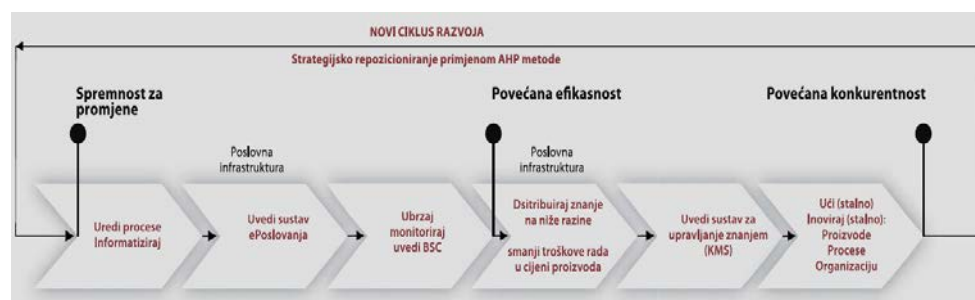 NOVI CIKLUS RAZVOJA
Strategijsko repozicioniranje primjenom AHP metode
Spremnost za
promjene
Povećana efikasnost
Povećana konkurentnost
Poslovna
infrastruktura
Poslovna
infrastruktura
Uredi procese
Informatiziraj
Uvedi sustav
ePoslovanja
Ubrzaj
monitoriraj
uvedi BSC
Dsitribuiraj znanje
na niže razine
smanji troškove rada
u cijeni proizvoda
Uvedi sustav za
upravljanje znanjem
(KMS)
Uči (stalno)
Inoviraj (stalno):
Proizvode
Procese
Organizaciju